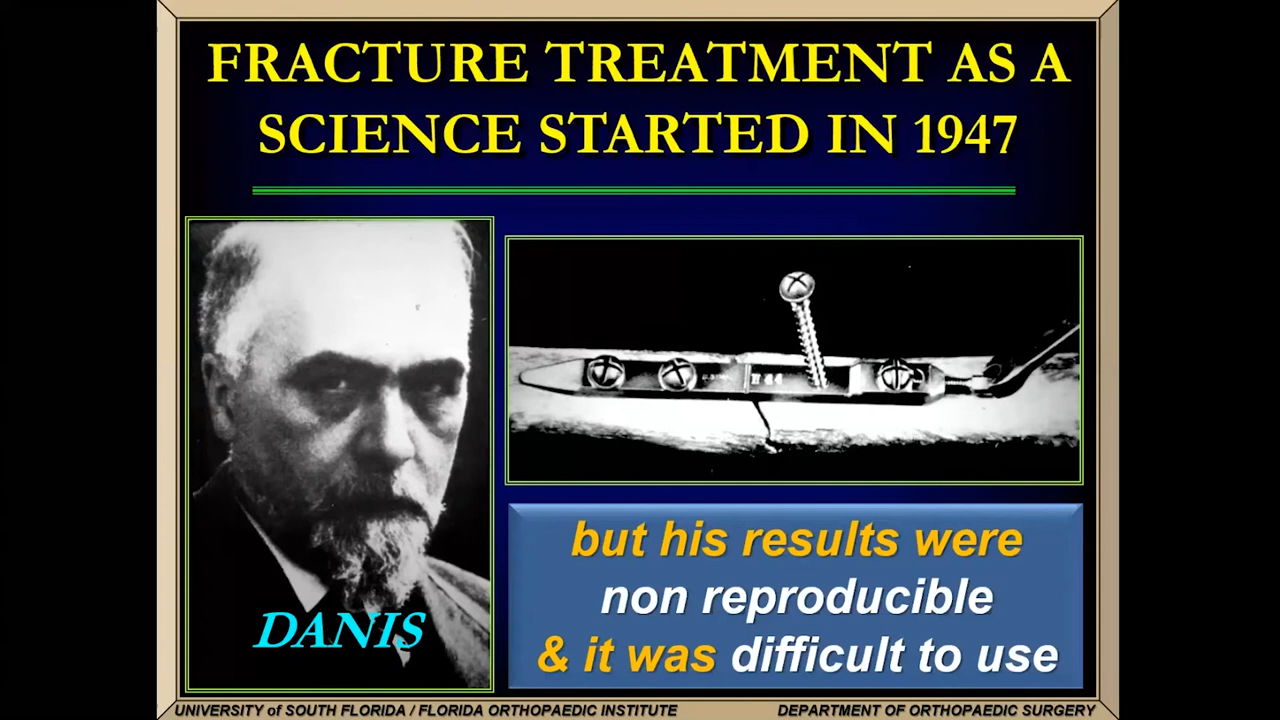 FRACTURE TREATMENT AS A
SCIENCE STARTED IN 1947
DANIS
but his results were
non reproducible
& it was difficult to use
UNIVERSITY of SOUTH FLORIDA / FLORIDA ORTHOPAEDIC INSTITUTE
DEPARTMENT OF ORTHOPAEDIC SURGERY